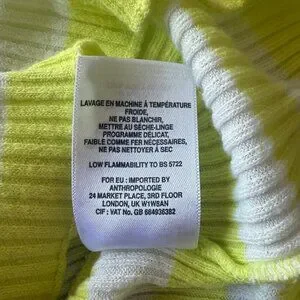 LAVAGE EN MACHINE À TEMPÉRATURE
FROIDE,
NE PAS BLANCHIR,
METTRE AU SÈCHE-LINGE
PROGRAMME DÉLICAT,
FAIBLE COMME FER NÉCESSAIRES,
NE PAS NETTOYER À SEC
LOW FLAMMABILITY TO BS 5722
FOR EU : IMPORTED BY
ANTHROPOLOGIE
24 MARKET PLACE, 3RD FLOOR
LONDON, UK W1W8AN
CIF : VAT No. GB 664936382